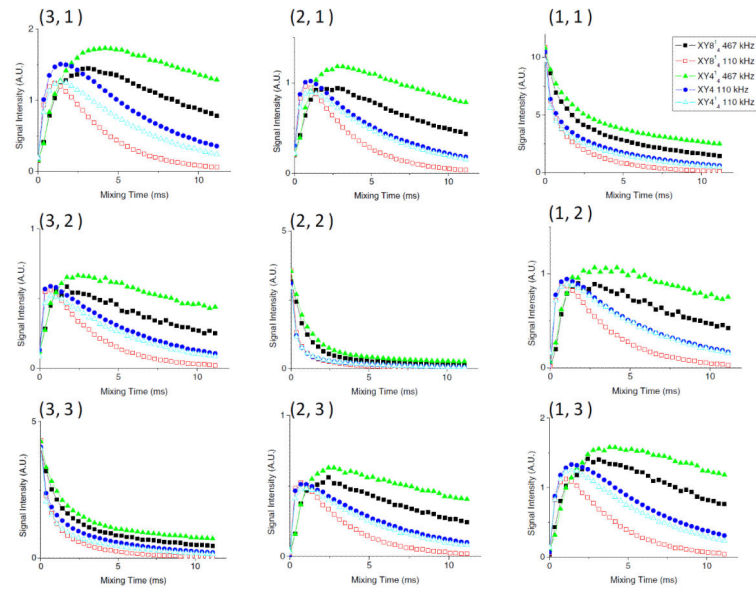 (3, 1)
(2, 1)
(1, 1)
XY8¹₄ 467 kHz
XY8¹₄ 110 kHz
XY4¹₄ 467 kHz
XY4 110 kHz
XY4¹₄ 110 kHz
Signal Intensity (A.U.)
2
1
0
0
5
10
Mixing Time (ms)
Signal Intensity (A.U.)
1
0
0
5
10
Mixing Time (ms)
Signal Intensity (A.U.)
10
5
0
0
5
10
Mixing Time (ms)
(3, 2)
(2, 2)
(1, 2)
Signal Intensity (A.U.)
1
0
0
5
10
Mixing Time (ms)
Signal Intensity (A.U.)
5
0
0
5
10
Mixing Time (ms)
Signal Intensity (A.U.)
1
0
0
5
10
Mixing Time (ms)
(3, 3)
(2, 3)
(1, 3)
Signal Intensity (A.U.)
5
0
0
5
10
Mixing Time (ms)
Signal Intensity (A.U.)
1
0
0
5
10
Mixing Time (ms)
Signal Intensity (A.U.)
2
1
0
0
5
10
Mixing Time (ms)